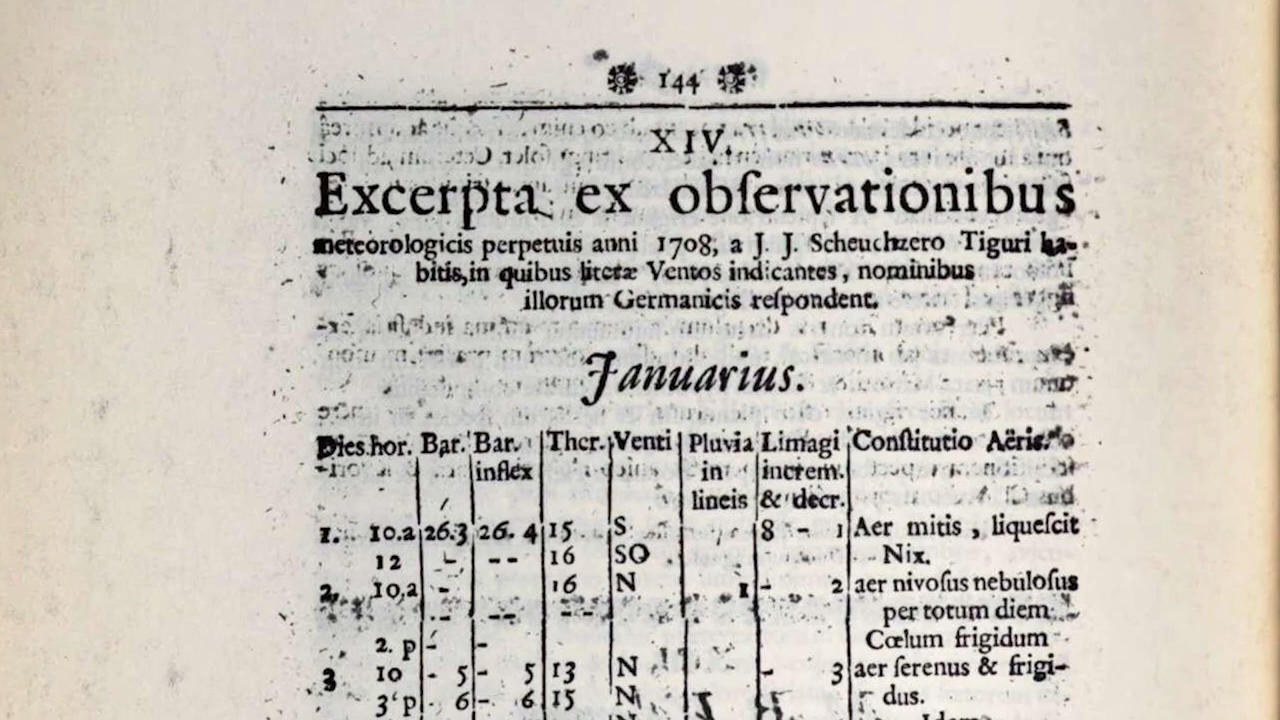 144
XIV.
Excerpta ex obſervationibus
meteorologicis perpetuis anni 1708, a J. J. Scheuchzero Tiguri ha-
bitis, in quibus literæ Ventos indicantes, nominibus
illorum Germanicis reſpondent.
Januarius.
Dies. hor. Bar. Bar. Ther. Venti Pluvia Limagi Conſtitutio Aëris.
inflex in increm.
lineis & decr.
1. 10.a 26.3 26. 4 15 S 8 - 1 Aer mitis, liqueſcit
12 - -- 16 SO Nix.
2. 10.a - 16 N 1 - 2 aer nivoſus nebuloſus
-- -- -- per totum diem
2. p - - Cœlum frigidum
3 10 - 5 - 5 13 N - 3 aer ſerenus & frigi-
3 p - 6 - 6 15 N dus.
Idem